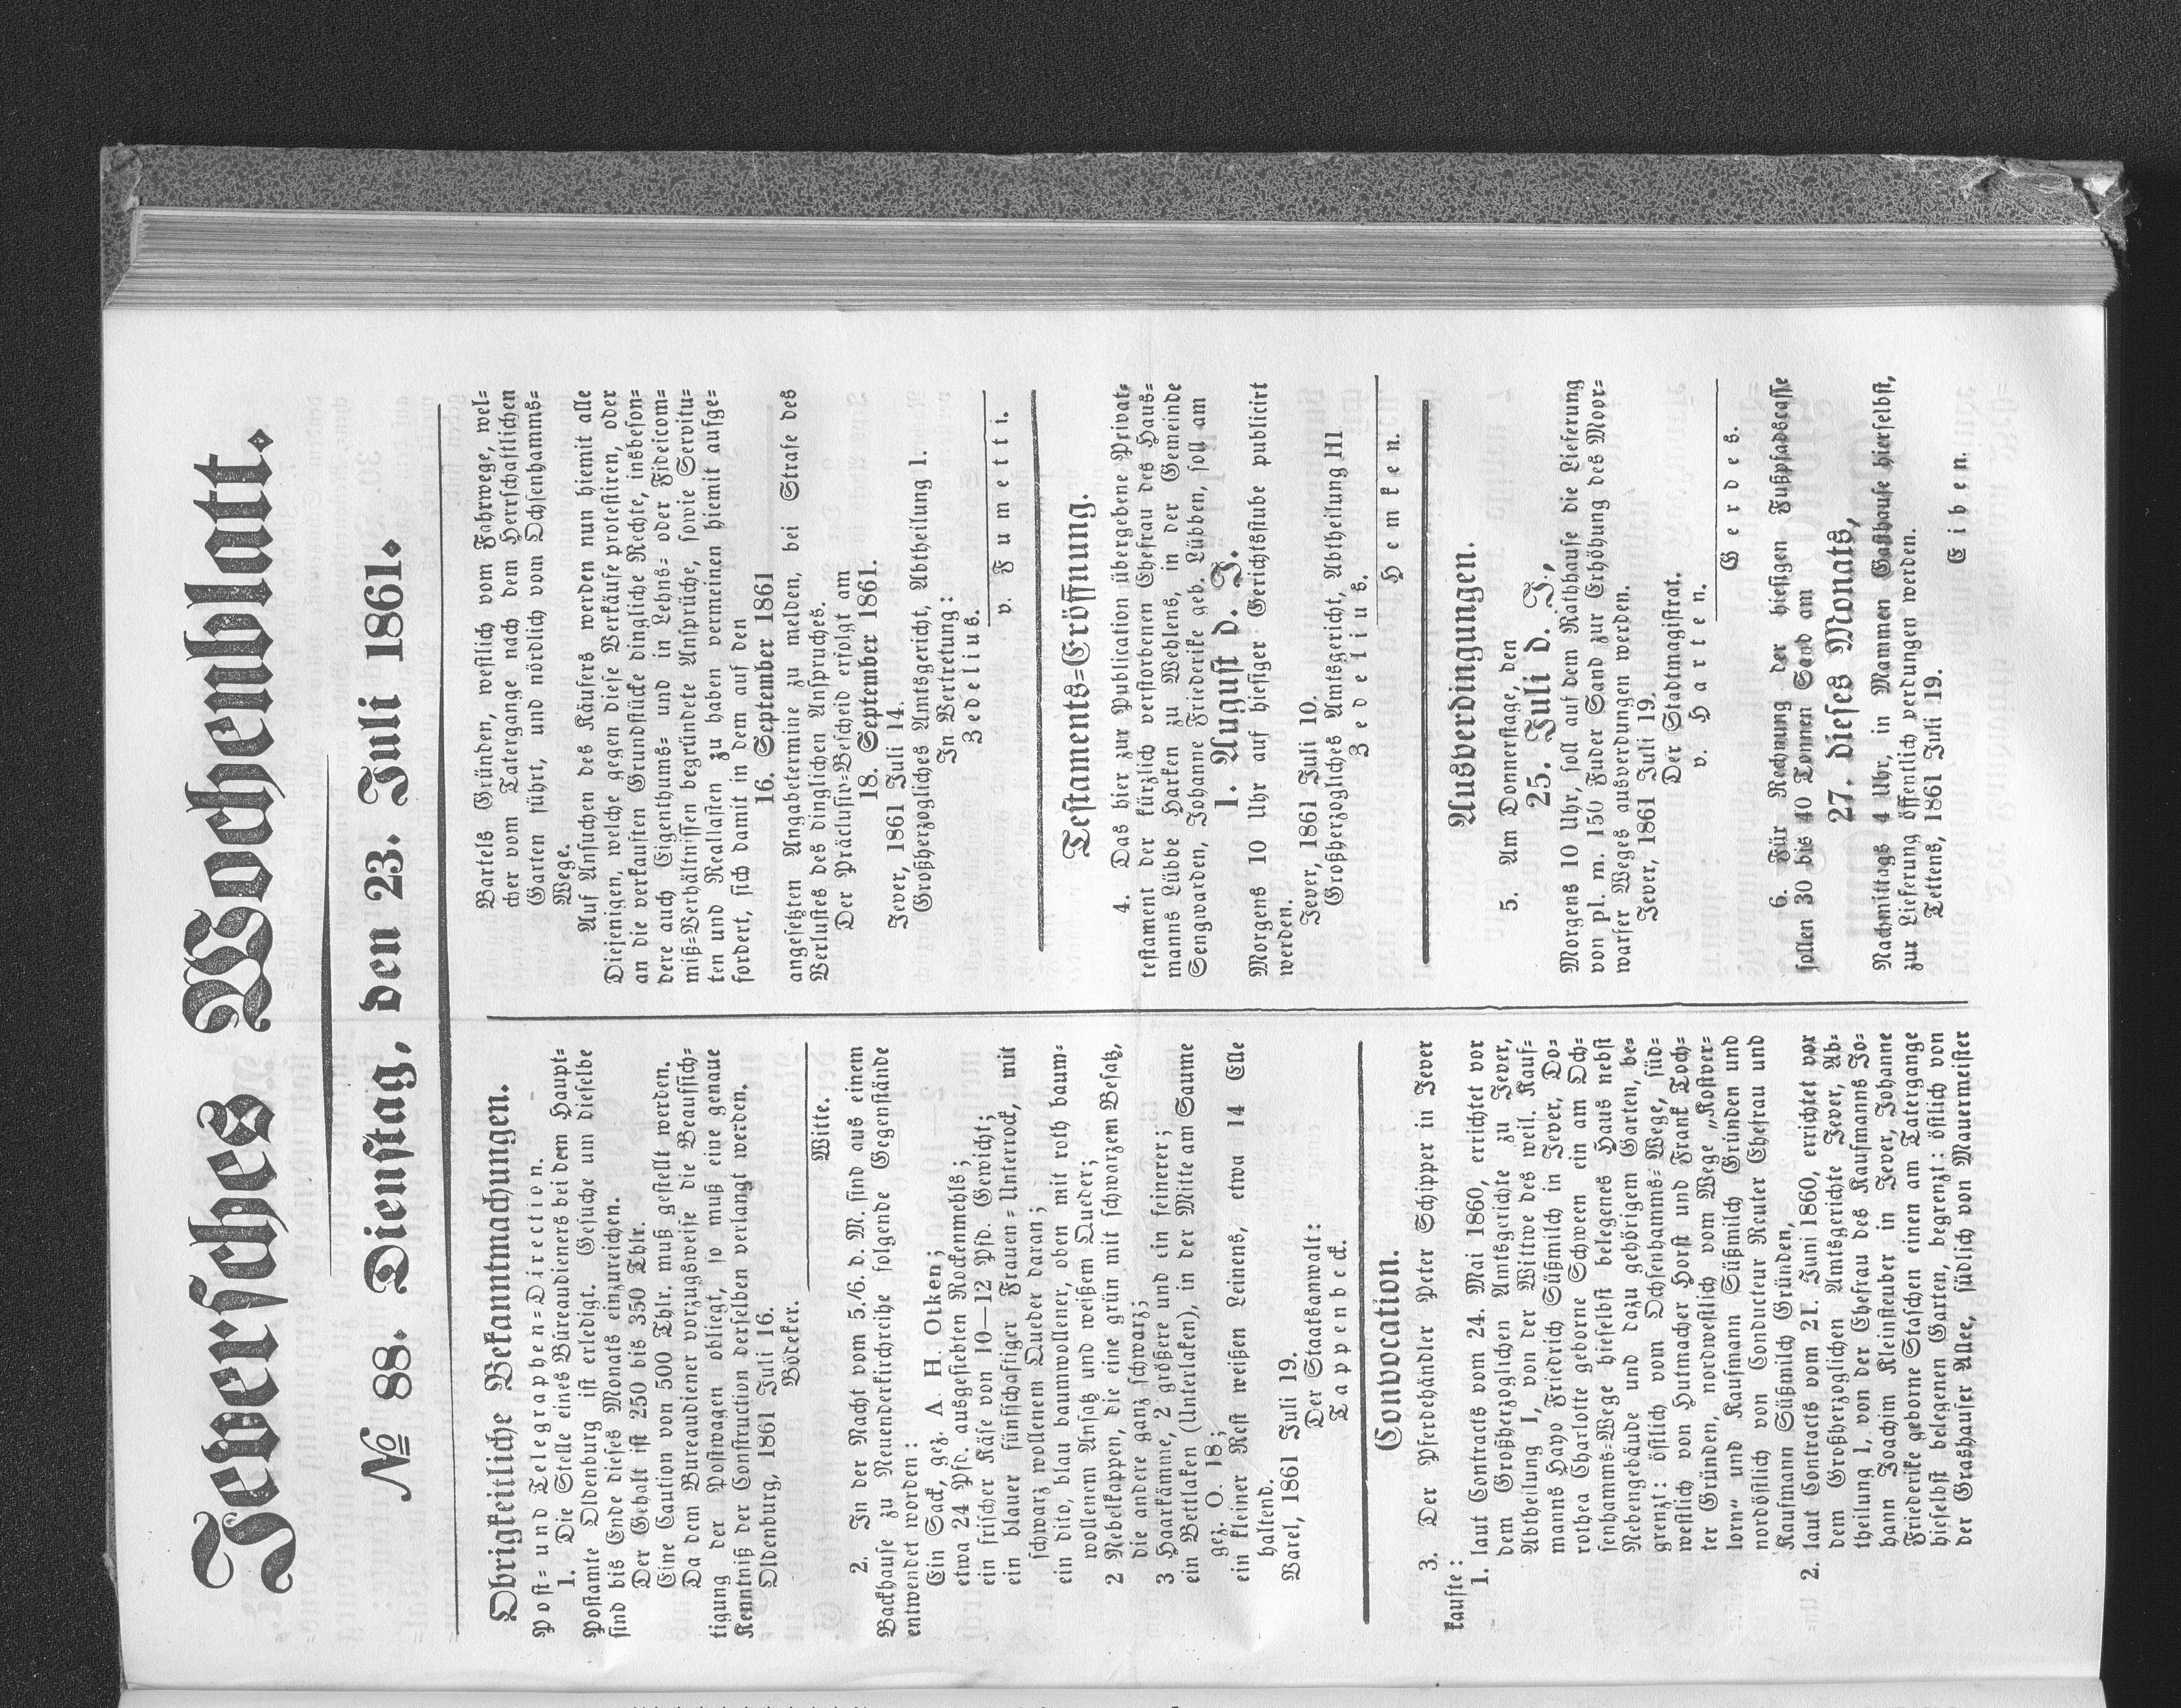 Jeversches Wochenblatt.
№ 88. Dienstag, den 23. Juli 1861.
Obrigkeitliche Bekanntmachungen.
Post- und Telegraphen-Direction.
1. Die Stelle eines Büreaudieners bei dem Haupt-
Postamte Oldenburg ist erledigt. Gesuche um dieselbe
sind bis Ende dieses Monats einzureichen.
Der Gehalt ist 250 bis 350 Thlr.
Eine Caution von 500 Thlr. muß gestellt werden.
Da dem Bureaudiener vorzugsweise die Beaufsich-
tigung der Postwagen obliegt, so muß eine genaue
Kenntniß der Construction derselben verlangt werden.
Oldenburg, 1861 Juli 16.
Bödeker.
Witte.
2. In der Nacht vom 5./6. d. M. sind aus einem
Backhause zu Neuenderkirchreihe folgende Gegenstände
entwendet worden:
Ein Sack, gez. A H. Otken;
etwa 24 Pfd. ausgesiebten Rockenmehls;
ein frischer Käse von 10—12 Pfd. Gewicht;
ein blauer fünfschaftiger Frauen-Unterrock, mit
schwarz wollenem Queder daran;
ein dito, blau baumwollener, oben mit roth baum-
wollenem Ansatz und weißem Queder;
2 Nebelkappen, die eine grün mit schwarzem Besatz,
die andere ganz schwarz;
3 Haarkämme, 2 größere und ein feinerer;
ein Bettlaken (Unterlaken), in der Mitte am Saume
gez. O. 18;
ein kleiner Rest weißen Leinens, etwa 14 Elle
haltend.
Varel, 1861 Juli 19.
Der Staatsanwalt:
Tappenbeck.
Convocation.
3. Der Pferdehändler Peter Schipper in Jever
kaufte:
1. laut Contracts vom 24. Mai 1860, errichtet vor
dem Großherzoglichen Amtsgerichte zu Jever,
Abtheilung I, von der Wittwe des weil. Kauf-
manns Hayo Friedrich Süßmilch in Jever, Do-
rothea Charlotte geborne Schween ein am Och-
senhamms-Wege hieselbst belegenes Haus nebst
Nebengebäude und dazu gehörigem Garten, be-
grenzt: östlich vom Ochsenhamms-Wege, süd-
westlich von Hutmacher Horst und Frank Toch-
ter Gründen, nordwestlich vom Wege „Kostver-
lorn“ und Kaufmann Süßmilch Gründen und
nordöstlich von Conducteur Reuter Ehefrau und
Kaufmann Süßmilch Gründen,
2. laut Contracts vom 21. Juni 1860, errichtet vor
dem Großherzoglichen Amtsgerichte Jever, Ab-
theilung I, von der Ehefrau des Kaufmanns Jo-
hann Joachim Kleinsteuber in Jever, Johanne
Friederike geborne Staschen einen am Tatergange
hieselbst belegenen Garten, begrenzt: östlich von
der Grashauser Allee, südlich von Mauermeister
Bartels Gründen, westlich vom Fahrwege, wel-
cher vom Tatergange nach dem Herrschaftlichen
Garten führt, und nördlich vom Ochsenhamms-
Wege.
Auf Ansuchen des Käufers werden nun hiemit alle
Diejenigen, welche gegen diese Verkäufe protestiren, oder
an die verkauften Grundstücke dingliche Rechte, insbeson-
dere auch Eigenthums- und in Lehns- oder Fideicom-
miß-Verhältnissen begründete Ansprüche, sowie Servitu-
ten und Reallasten zu haben vermeinen hiemit aufge-
fordert, sich damit in dem auf den
16. September 1861
angesetzten Angabetermine zu melden, bei Strafe des
Verlustes des dinglichen Anspruches.
Der Präclusiv-Bescheid erfolgt am
18. September 1861.
Jever, 1861 Juli 14.
Großherzogliches Amtsgericht, Abtheilung I.
In Vertretung:
Zedelius.
v. Fumetti.
Testaments-Eröffnung.
4. Das hier zur Publication übergebene Privat-
testament der kürzlich verstorbenen Ehefrau des Haus-
manns Lübbe Harken zu Wehlens, in der Gemeinde
Sengwarden, Johanne Friederike geb. Lübben, soll am
1. August d. J.
Morgens 10 Uhr auf hiesiger Gerichtsstube publicirt
werden.
Jever, 1861 Juli 10.
Großherzogliches Amtsgericht, Abtheilung III
Zedelius.
Hemken.
Ausverdingungen.
5. Am Donnerstage, den
25. Juli d. J.,
Morgens 10 Uhr, soll auf dem Rathhause die Lieferung
von pl. m. 150 Fuder Sand zur Erhöhung des Moor-
warfer Weges ausverdungen werden.
Jever, 1861 Juli 19.
Der Stadtmagistrat.
v. Harten.
Gerdes.
6. Für Rechnung der hiesigen Fußpfadscasse
sollen 30 bis 40 Tonnen Sand am
27. dieses Monats,
Nachmittags 4 Uhr, in Mammen Gasthause hierselbst,
zur Lieferung öffentlich verdungen werden.
Tettens, 1861 Juli 19.
Eiben.